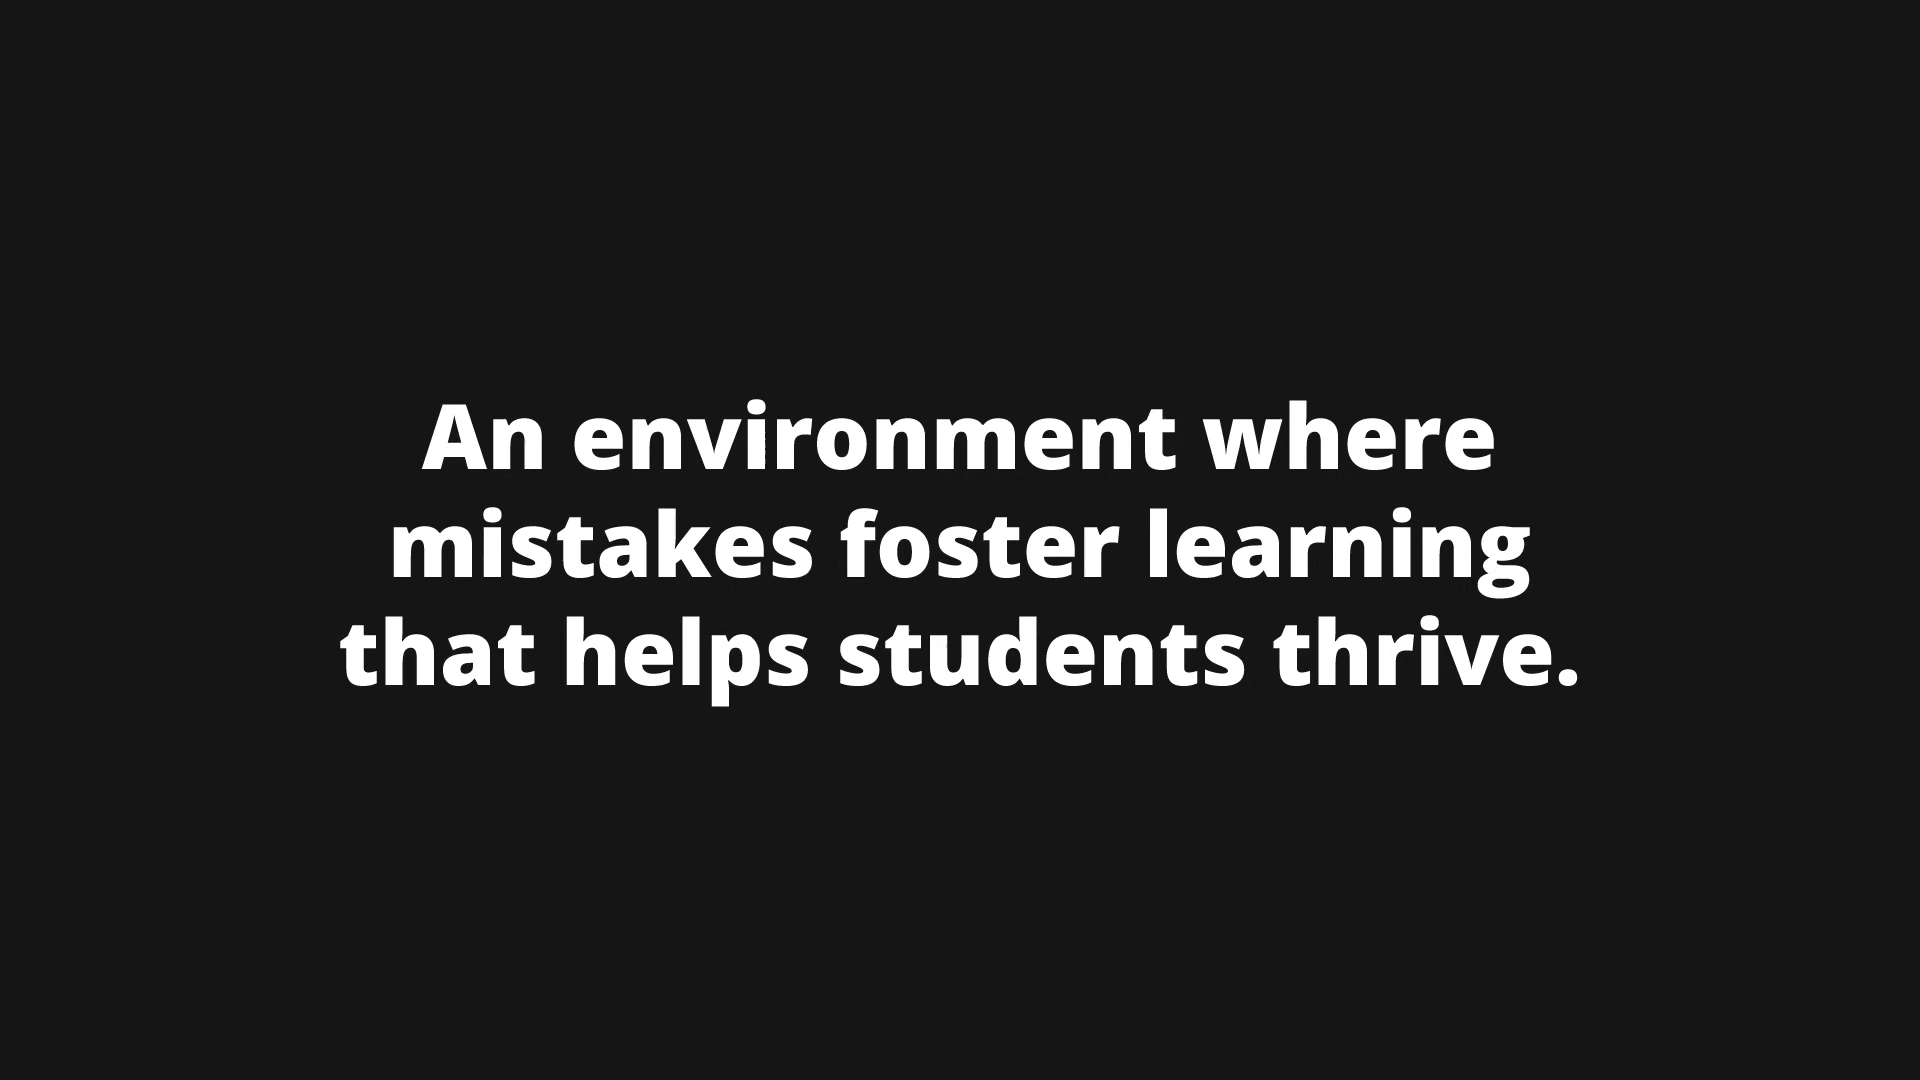 An environment where
mistakes foster learning
that helps students thrive.